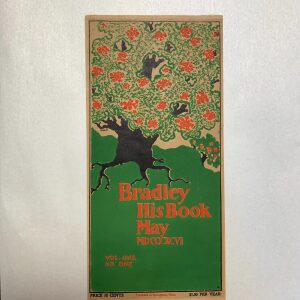 Bradley
His Book
May
MDCCCXCVI
VOL·ONE
NO ONE
PRICE 10 CENTS
$1.00 PER YEAR